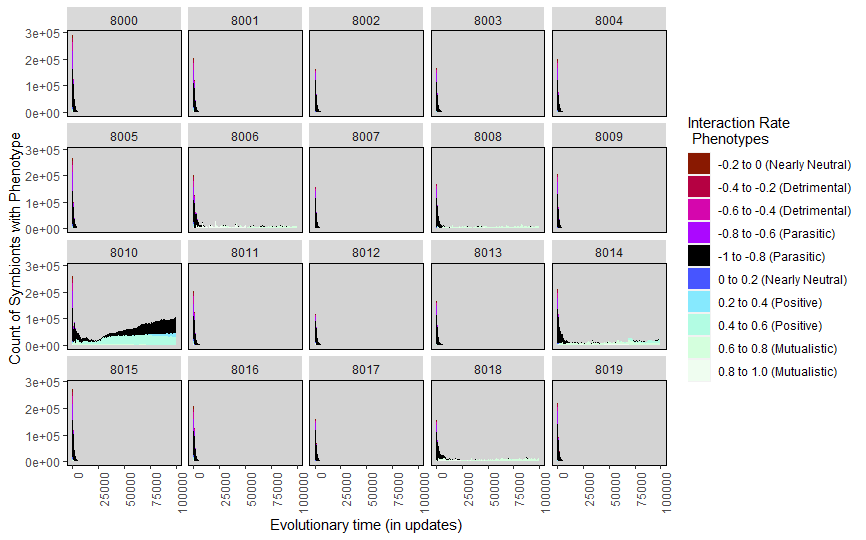 8000 8001 8002 8003 8004
3e+05
2e+05
1e+05
0e+00
8005 8006 8007 8008 8009
3e+05
2e+05
1e+05
0e+00
8010 8011 8012 8013 8014
3e+05
2e+05
1e+05
0e+00
8015 8016 8017 8018 8019
3e+05
2e+05
1e+05
0e+00
0 25000 50000 75000 100000 0 25000 50000 75000 100000 0 25000 50000 75000 100000 0 25000 50000 75000 100000 0 25000 50000 75000 100000
Evolutionary time (in updates)
Count of Symbionts with Phenotype
Interaction Rate
Phenotypes
-0.2 to 0 (Nearly Neutral)
-0.4 to -0.2 (Detrimental)
-0.6 to -0.4 (Detrimental)
-0.8 to -0.6 (Parasitic)
-1 to -0.8 (Parasitic)
0 to 0.2 (Nearly Neutral)
0.2 to 0.4 (Positive)
0.4 to 0.6 (Positive)
0.6 to 0.8 (Mutualistic)
0.8 to 1.0 (Mutualistic)